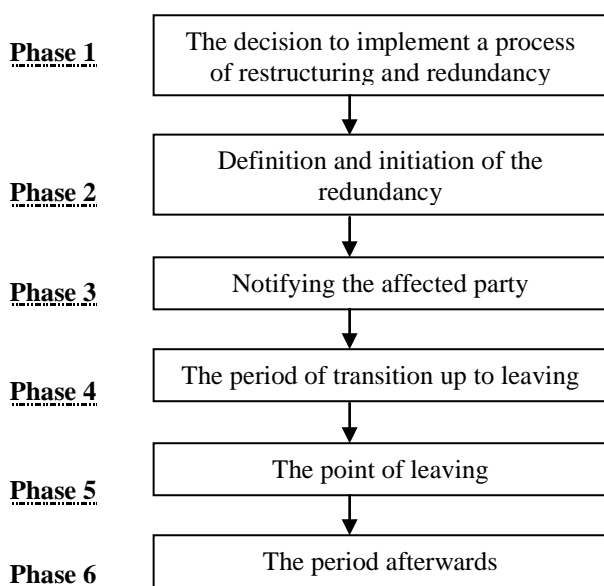 Phase 1
The decision to implement a process
of restructuring and redundancy
Phase 2
Definition and initiation of the
redundancy
Phase 3
Notifying the affected party
Phase 4
The period of transition up to leaving
Phase 5
The point of leaving
Phase 6
The period afterwards